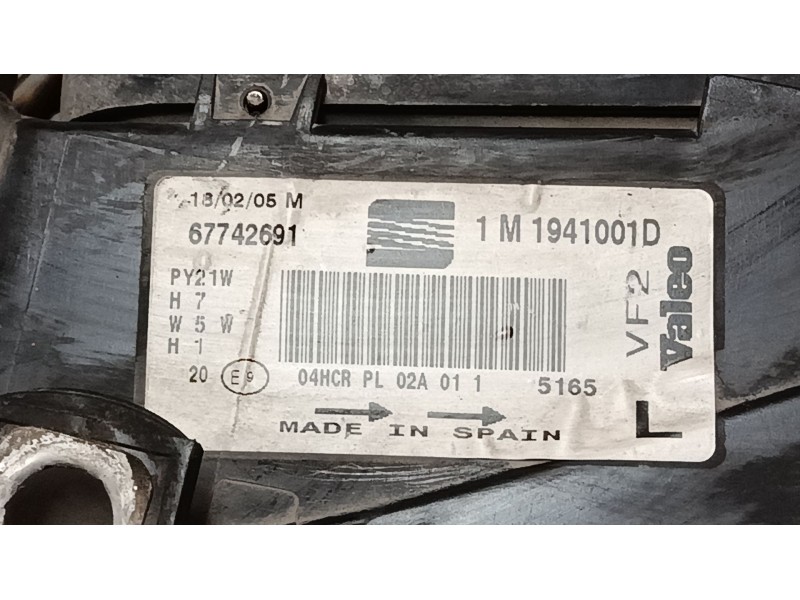 18/02/05 M
67742691
1 M 1941001D
PY21W
H 7
W 5 W
H 1
20 E9
04HCR PL 02A 01 1 5165
MADE IN SPAIN
VF2
Valeo
L